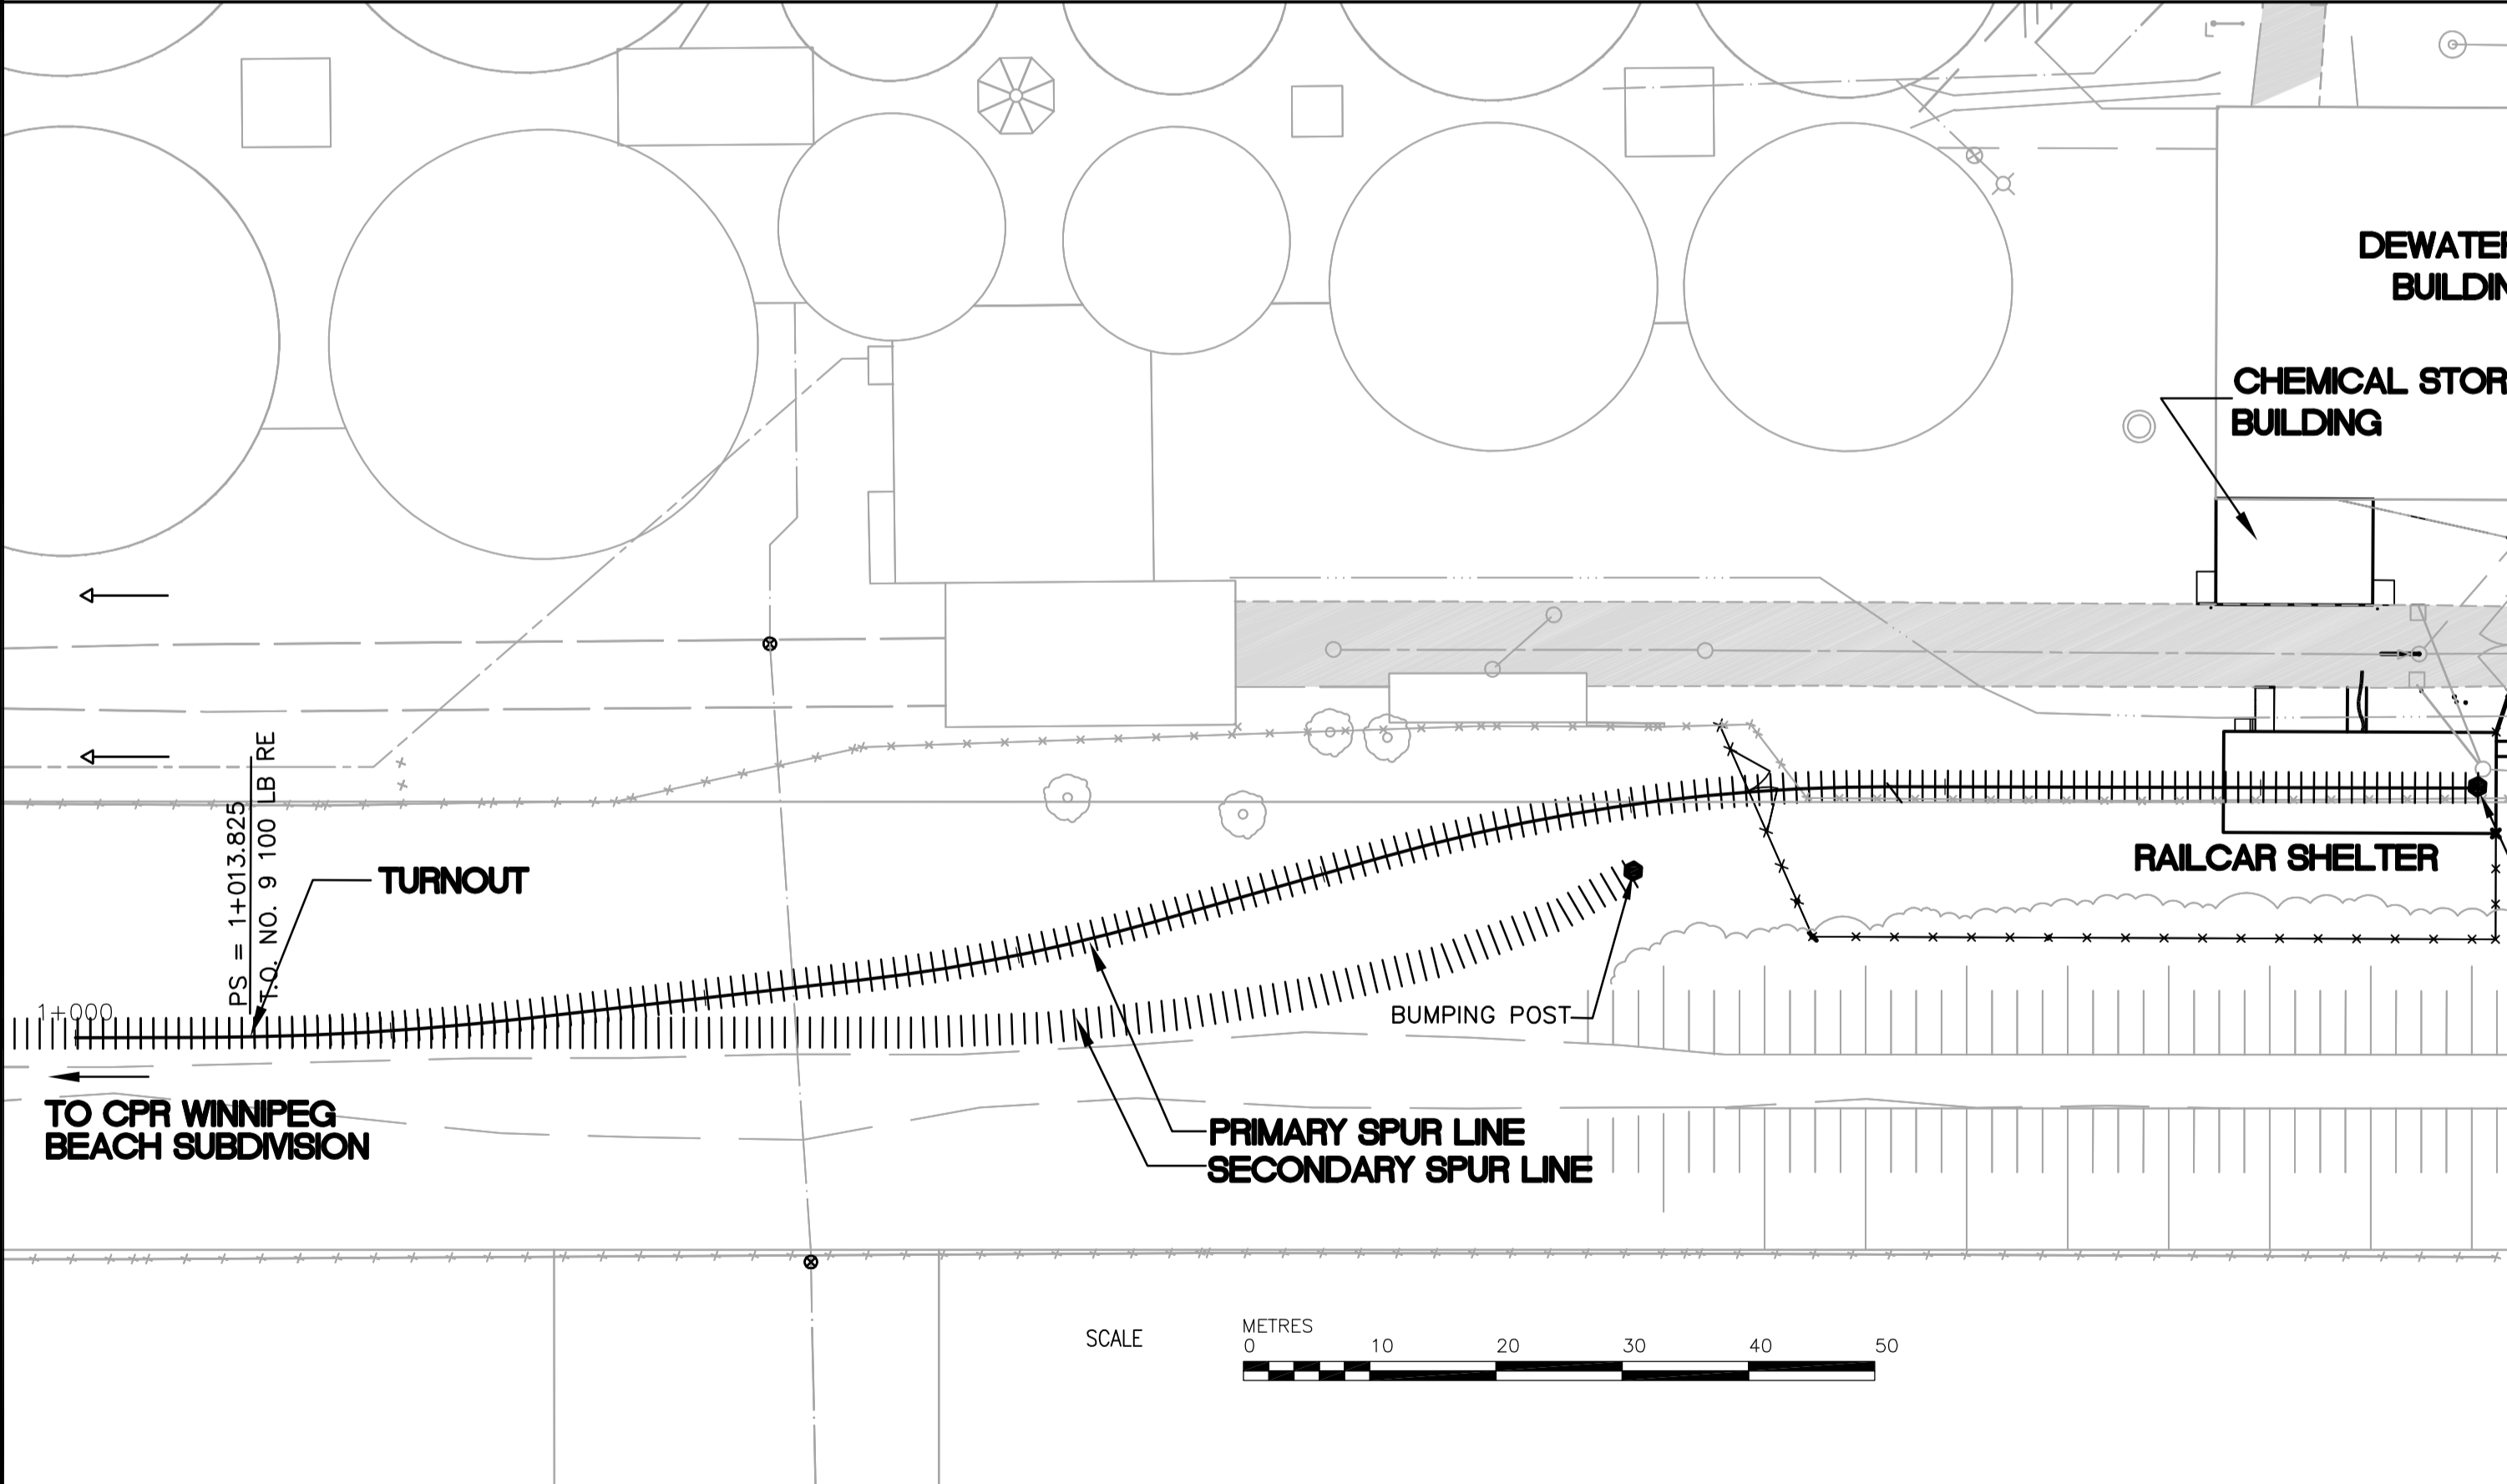 DEWATER
BUILDIN
CHEMICAL STOR
BUILDING
PS = 1+013.825
T.O. NO. 9 100 LB RE
TURNOUT
RAILCAR SHELTER
1+000
BUMPING POST
TO CPR WINNIPEG
BEACH SUBDIVISION
PRIMARY SPUR LINE
SECONDARY SPUR LINE
SCALE
METRES
0 10 20 30 40 50